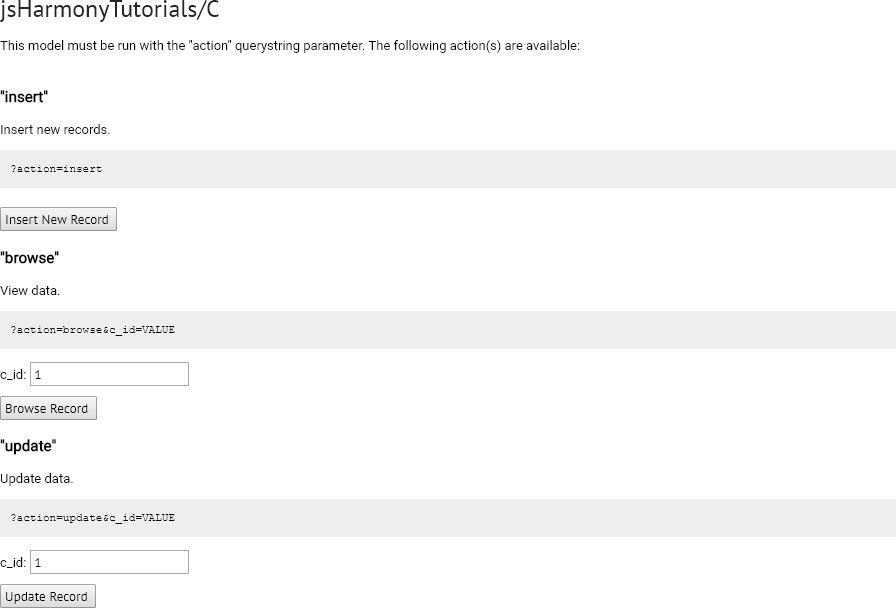 jsHarmonyTutorials/C
This model must be run with the "action" querystring parameter. The following action(s) are available:
"insert"
Insert new records.
?action=insert
Insert New Record
"browse"
View data.
?action=browse&c_id=VALUE
c_id: 1
Browse Record
"update"
Update data.
?action=update&c_id=VALUE
c_id: 1
Update Record